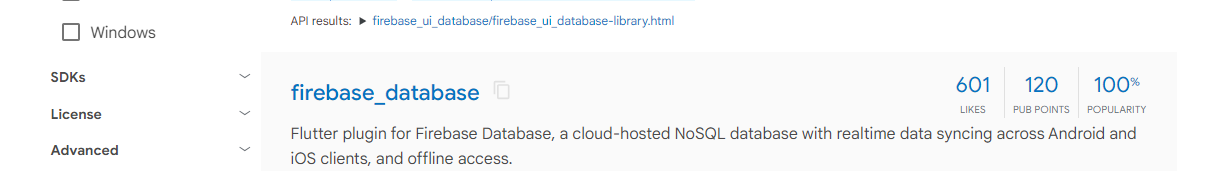 API results: ▶ firebase_ui_database/firebase_ui_database-library.html
Windows
SDKs
License
Advanced
firebase_database
601
LIKES
120
PUB POINTS
100%
POPULARITY
Flutter plugin for Firebase Database, a cloud-hosted NoSQL database with realtime data syncing across Android and
iOS clients, and offline access.